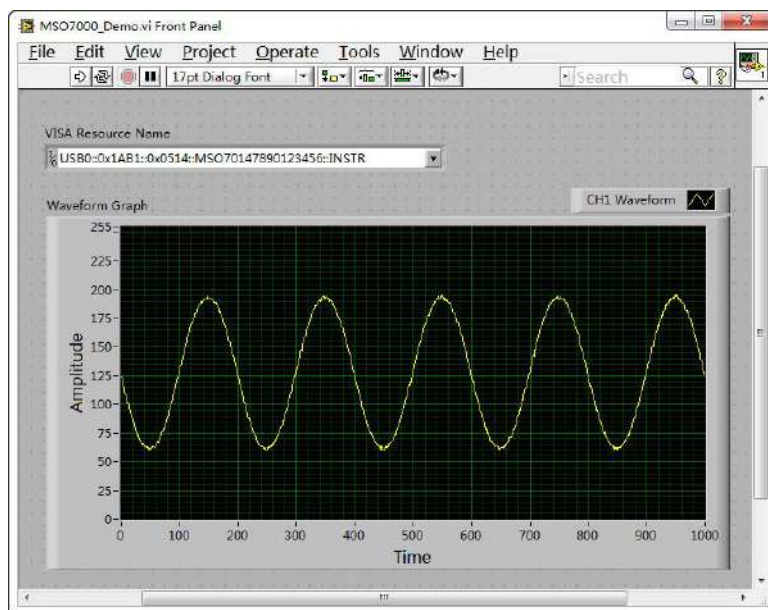 MSO7000_Demo.vi Front Panel
File Edit View Project Operate Tools Window Help
17pt Dialog Font
Search
?
1
VISA Resource Name
USB0::0x1AB1::0x0514::MSO70147890123456::INSTR
Waveform Graph
CH1 Waveform
255
225
200
175
150
125
100
75
50
25
0
Amplitude
0 100 200 300 400 500 600 700 800 900 1000
Time